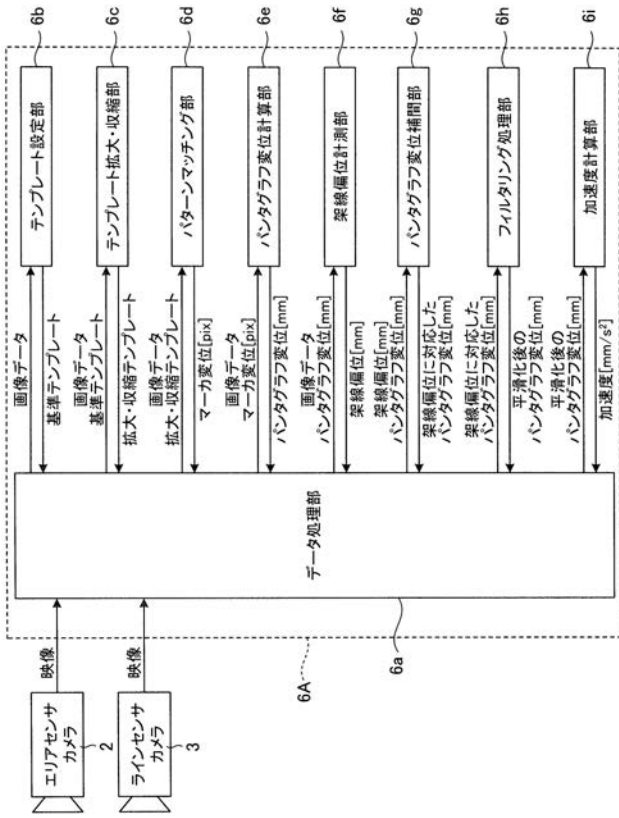 エリアセンサ
カメラ
2
ラインセンサ
カメラ
3
映像
映像
6A
6a
データ処理部
画像データ
基準テンプレート
テンプレート設定部
6b
画像データ
基準テンプレート
拡大・収縮テンプレート
テンプレート拡大・収縮部
6c
画像データ
拡大・収縮テンプレート
マーカ変位[pix]
パターンマッチング部
6d
画像データ
マーカ変位[pix]
パンタグラフ変位[mm]
パンタグラフ変位計算部
6e
画像データ
パンタグラフ変位[mm]
架線偏位[mm]
架線偏位計測部
6f
架線偏位[mm]
パンタグラフ変位[mm]
架線偏位に対応した
パンタグラフ変位[mm]
パンタグラフ変位補間部
6g
架線偏位に対応した
パンタグラフ変位[mm]
平滑化後の
パンタグラフ変位[mm]
フィルタリング処理部
6h
平滑化後の
パンタグラフ変位[mm]
加速度[mm/s²]
加速度計算部
6i